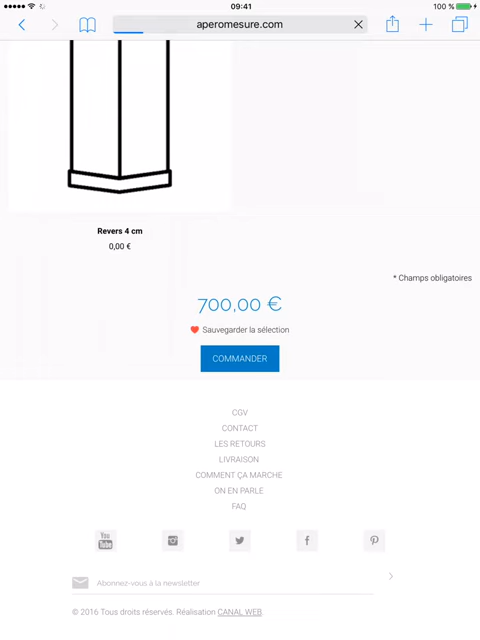 09:41
100 %
aperomesure.com
Revers 4 cm
0,00 €
* Champs obligatoires
700,00 €
Sauvegarder la sélection
COMMANDER
CGV
CONTACT
LES RETOURS
LIVRAISON
COMMENT ÇA MARCHE
ON EN PARLE
FAQ
You Tube
Abonnez-vous à la newsletter
© 2016 Tous droits réservés. Réalisation CANAL WEB.